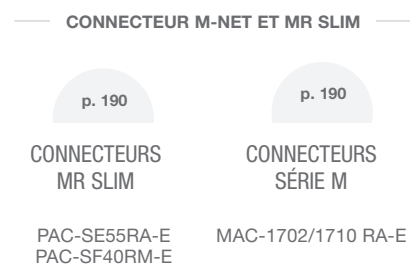 CONNECTEUR M-NET ET MR SLIM
p. 190
CONNECTEURS
MR SLIM
PAC-SE55RA-E
PAC-SF40RM-E
p. 190
CONNECTEURS
SÉRIE M
MAC-1702/1710 RA-E